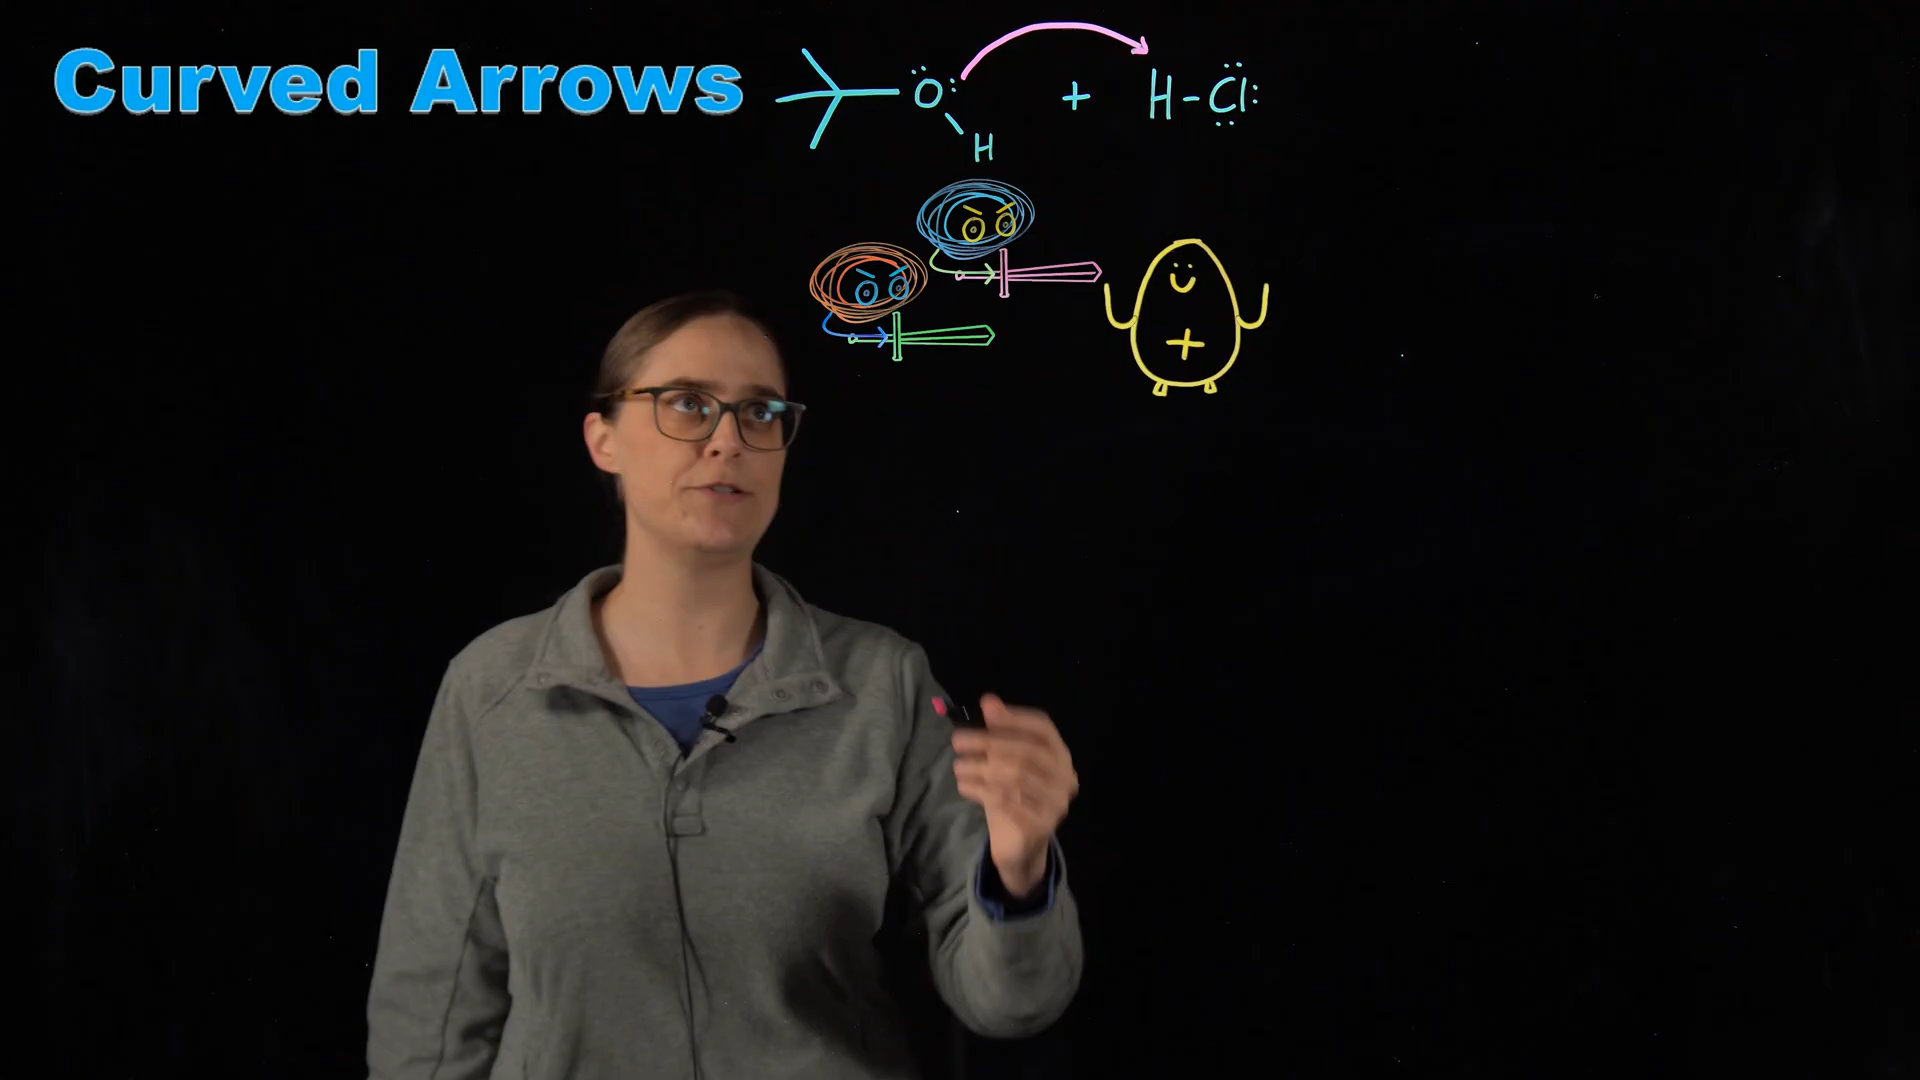 Curved Arrows
O
H
+
H-Cl
+